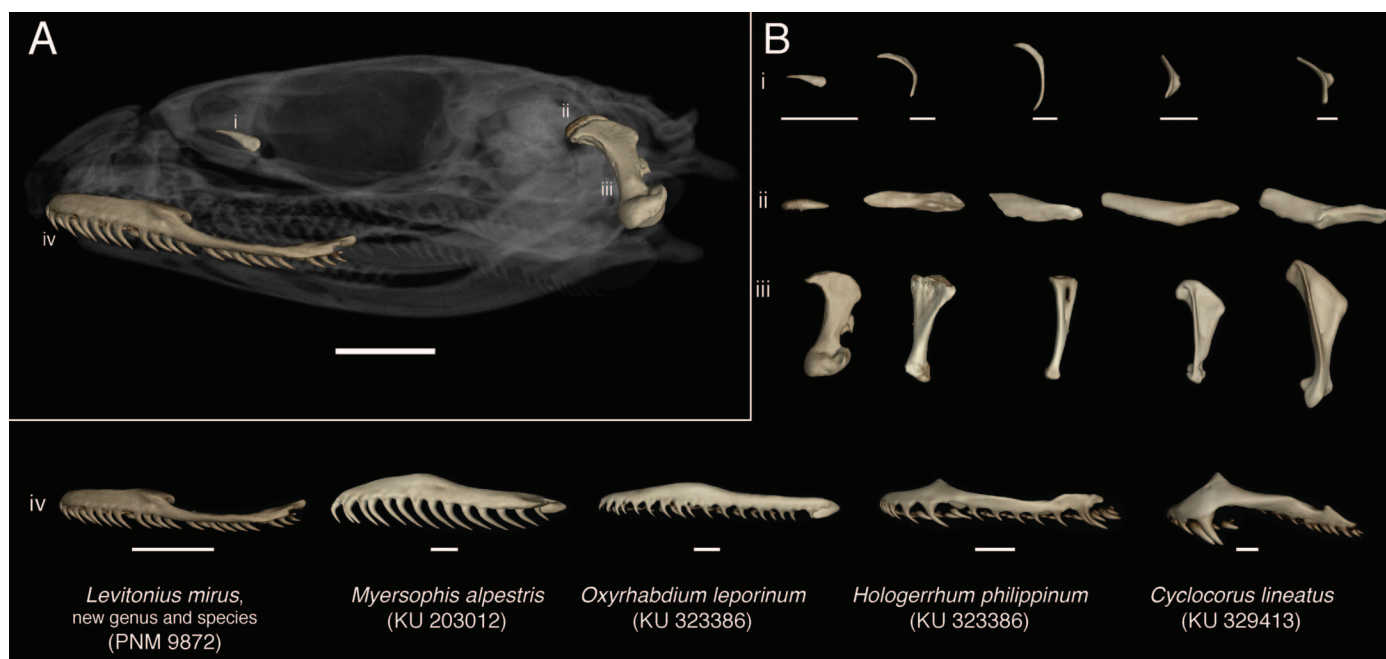 A
B
i
ii
iii
iv
i
ii
iii
iv
Levitonius mirus,
new genus and species
(PNM 9872)
Myersophis alpestris
(KU 203012)
Oxyrhabdium leporinum
(KU 323386)
Hologerrhum philippinum
(KU 323386)
Cyclocorus lineatus
(KU 329413)